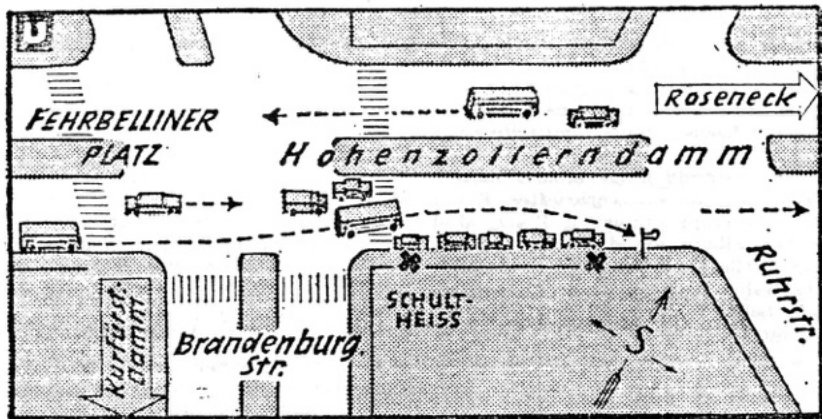 b
Roseneck
FEHRBELLINER
PLATZ
Hohenzollerndamm
Ruhrstr.
SCHULT-
HEISS
Kurfürst.
Damm
Brandenburg.
Str.
S